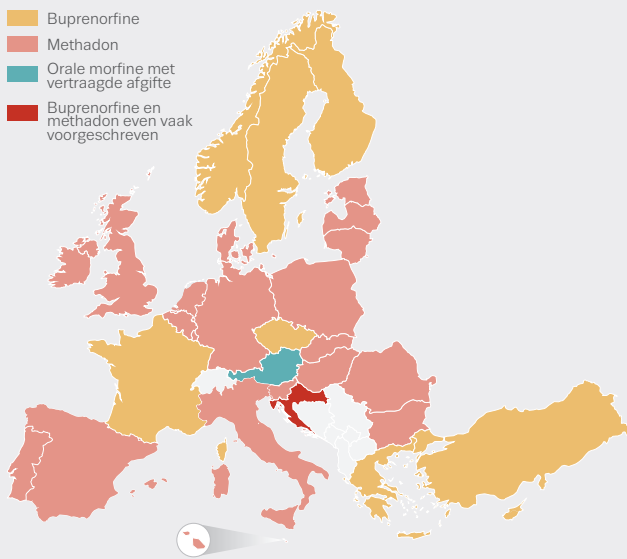 Buprenorfine
Methadon
Orale morfine met
vertraagde afgifte
Buprenorfine en
methadon even vaak
voorgeschreven